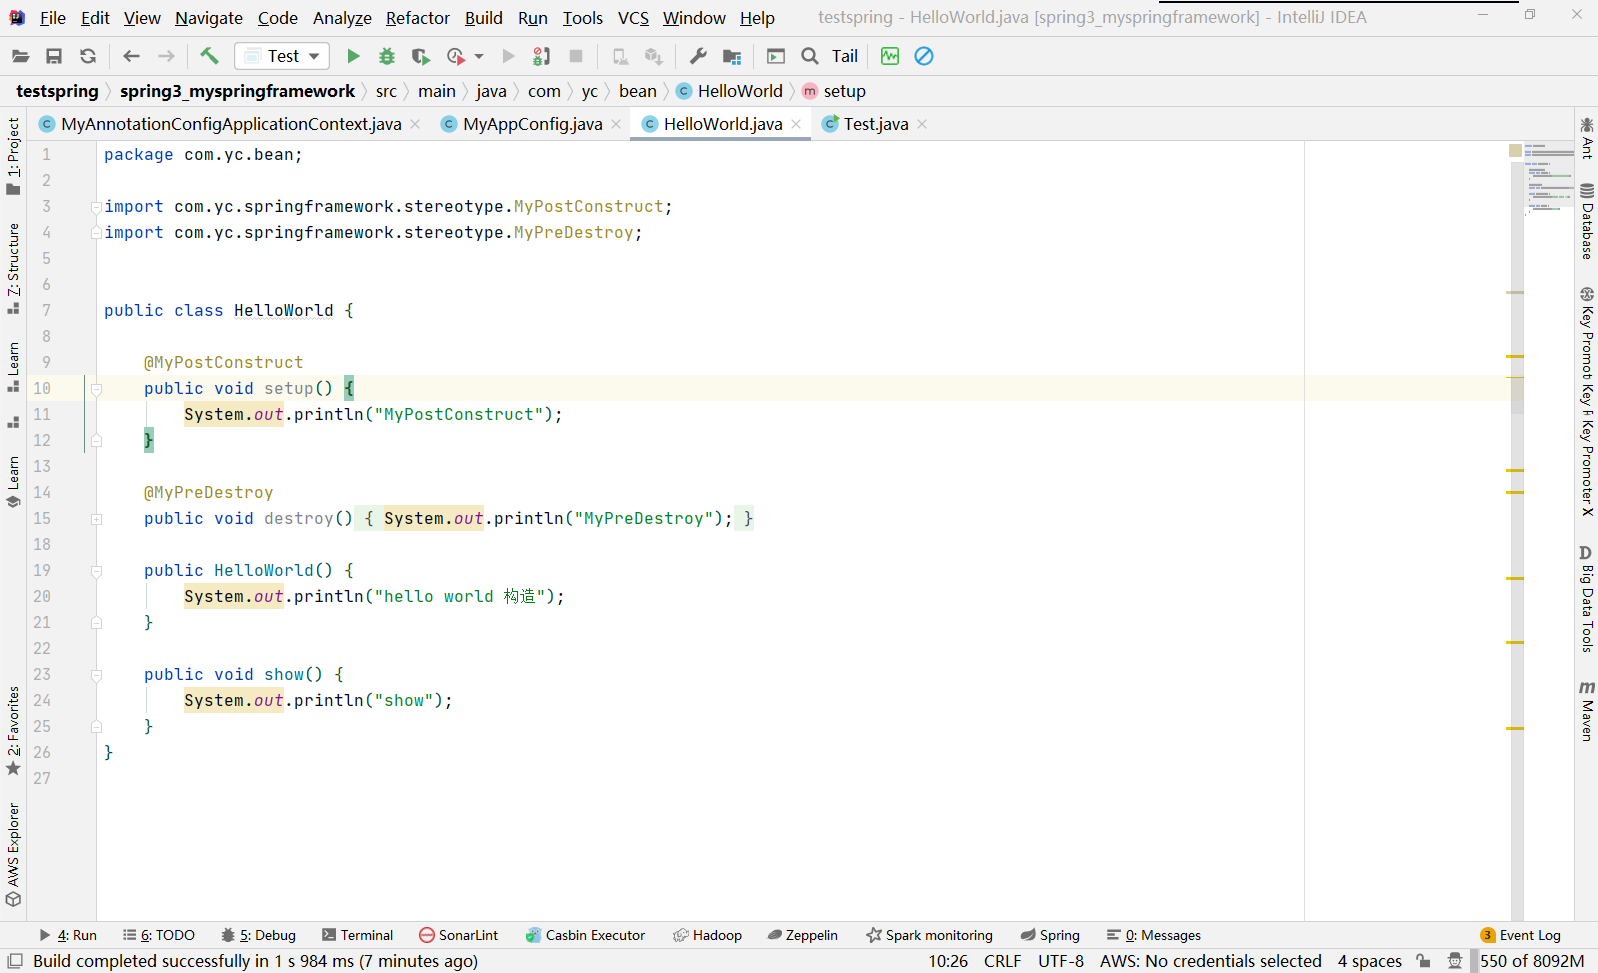 File Edit View Navigate Code Analyze Refactor Build Run Tools VCS Window Help testspring - HelloWorld.java [spring3_myspringframework] - IntelliJ IDEA
Test Tail
testspring spring3_myspringframework src main java com yc bean HelloWorld setup
MyAnnotationConfigApplicationContext.java MyAppConfig.java HelloWorld.java Test.java
1 package com.yc.bean;
2
3 import com.yc.springframework.stereotype.MyPostConstruct;
4 import com.yc.springframework.stereotype.MyPreDestroy;
5
6
7 public class HelloWorld {
8
9 @MyPostConstruct
10 public void setup() {
11 System.out.println("MyPostConstruct");
12 }
13
14 @MyPreDestroy
15 public void destroy() { System.out.println("MyPreDestroy"); }
18
19 public HelloWorld() {
20 System.out.println("hello world 构造");
21 }
22
23 public void show() {
24 System.out.println("show");
25 }
26 }
27
1: Project
7: Structure
Learn
Learn
2: Favorites
AWS Explorer
Ant
Database
Key Promot
Key F
Key Promoter X
D Big Data Tools
m Maven
4: Run 6: TODO 5: Debug Terminal SonarLint Casbin Executor Hadoop Zeppelin Spark monitoring Spring 0: Messages 3 Event Log
Build completed successfully in 1 s 984 ms (7 minutes ago) 10:26 CRLF UTF-8 AWS: No credentials selected 4 spaces 550 of 8092M